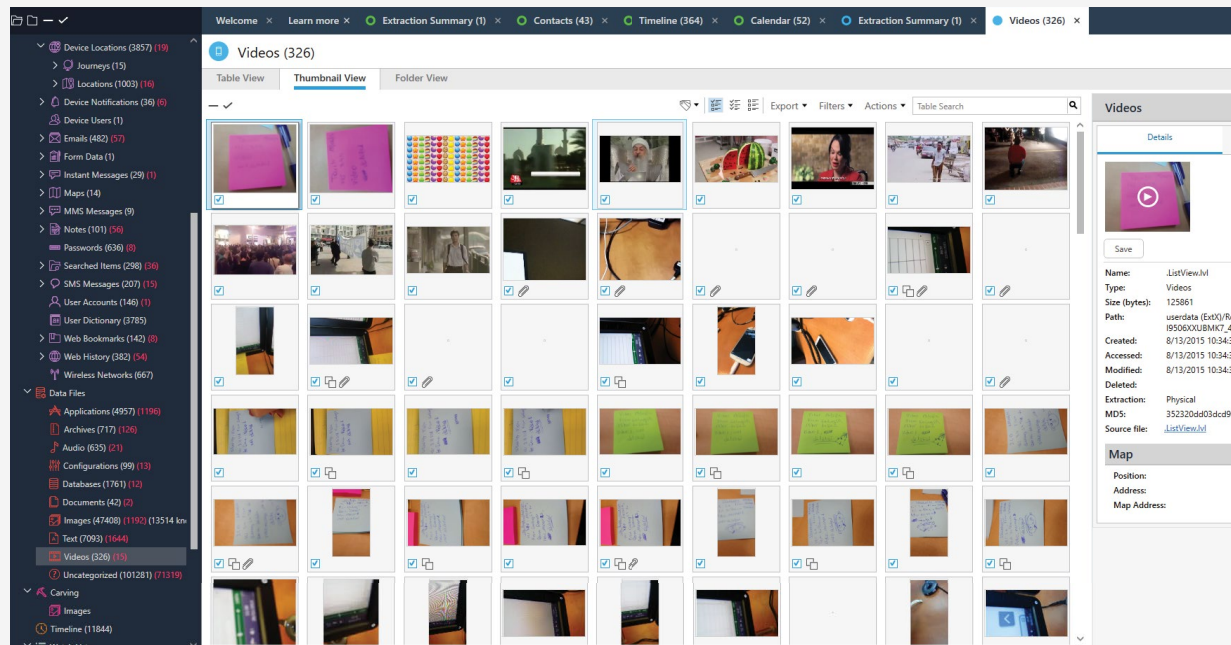 Welcome × Learn more × Extraction Summary (1) × Contacts (43) × Timeline (364) × Calendar (52) × Extraction Summary (1) × Videos (326) ×
Device Locations (3857) (19)
Journeys (15)
Locations (1003) (16)
Device Notifications (36) (6)
Device Users (1)
Emails (482) (57)
Form Data (1)
Instant Messages (29) (1)
Maps (14)
MMS Messages (9)
Notes (101) (56)
Passwords (636) (8)
Searched Items (298) (36)
SMS Messages (207) (15)
User Accounts (146) (1)
User Dictionary (3785)
Web Bookmarks (142) (8)
Web History (382) (54)
Wireless Networks (667)
Data Files
Applications (4957) (1196)
Archives (717) (126)
Audio (635) (21)
Configurations (99) (13)
Databases (1761) (12)
Documents (42) (2)
Images (47408) (1192) (13514 kn
Text (7093) (1644)
Videos (326) (15)
Uncategorized (101281) (71319)
Carving
Images
Timeline (11844)
Videos (326)
Table View Thumbnail View Folder View
Export Filters Actions Table Search
Videos
Details
Save
Name: .ListView.lvl
Type: Videos
Size (bytes): 125861
Path: userdata (ExtX)/R
I9506XXUBMK7_4
Created: 8/13/2015 10:34:3
Accessed: 8/13/2015 10:34:3
Modified: 8/13/2015 10:34:3
Deleted:
Extraction: Physical
MD5: 352320dd03dcd9
Source file: .ListView.lvl
Map
Position:
Address:
Map Address: